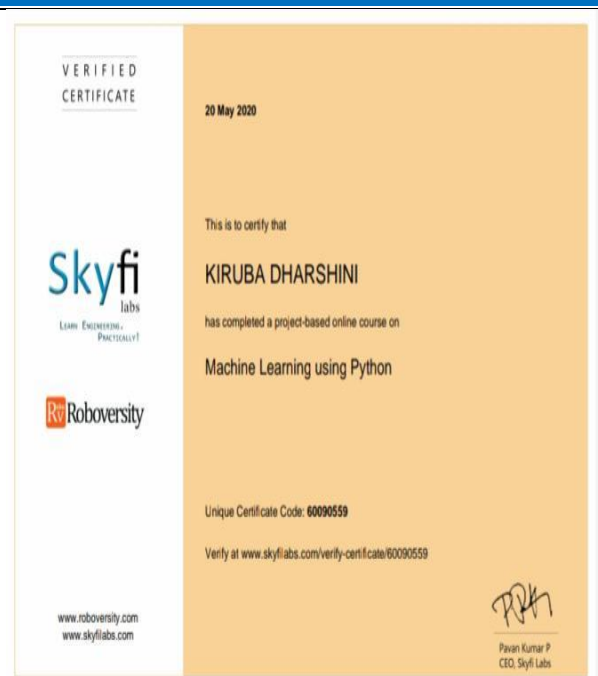 VERIFIED
CERTIFICATE
20 May 2020
This is to certify that
KIRUBA DHARSHINI
has completed a project-based online course on
Machine Learning using Python
Skyfi
labs
LEARN ENGINEERING,
PRACTICALLY!
Roboversity
Unique Certificate Code: 60090559
Verify at www.skyfilabs.com/verify-certificate/60090559
www.roboversity.com
www.skyfilabs.com
Pavan Kumar P
CEO, Skyfi Labs